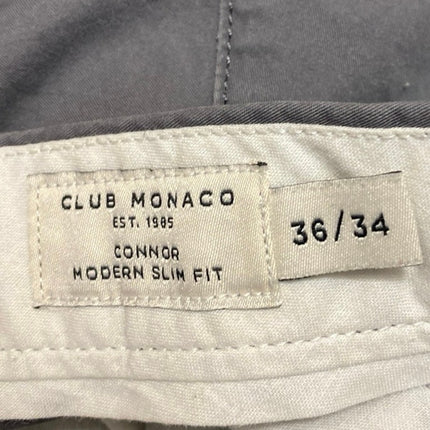 CLUB MONACO
EST. 1985
CONNOR
MODERN SLIM FIT
36/34